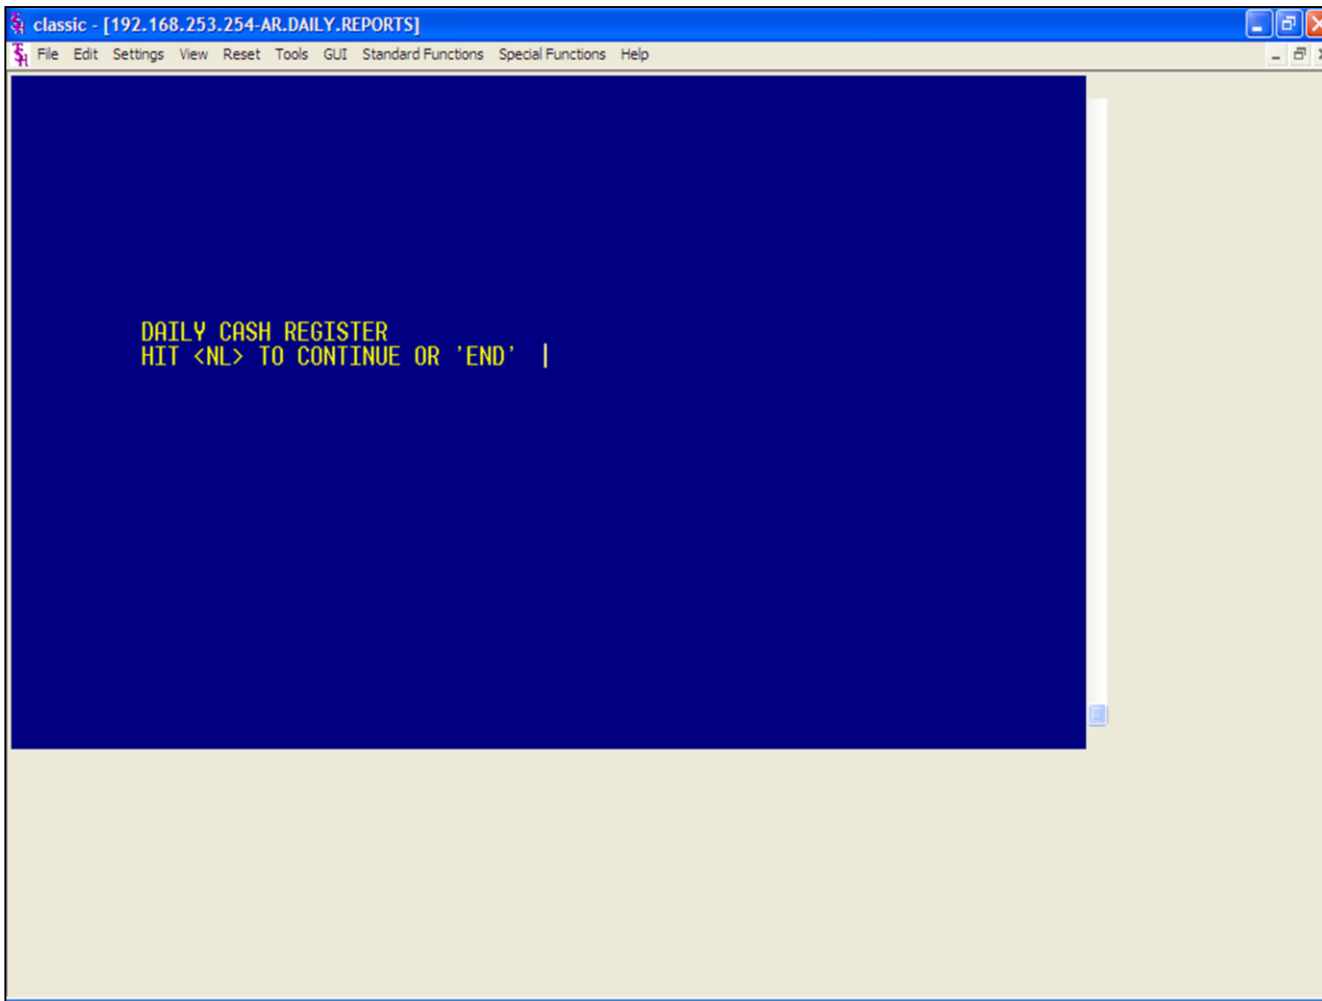 classic - [192.168.253.254-AR.DAILY.REPORTS]
File Edit Settings View Reset Tools GUI Standard Functions Special Functions Help
DAILY CASH REGISTER
HIT <NL> TO CONTINUE OR 'END'